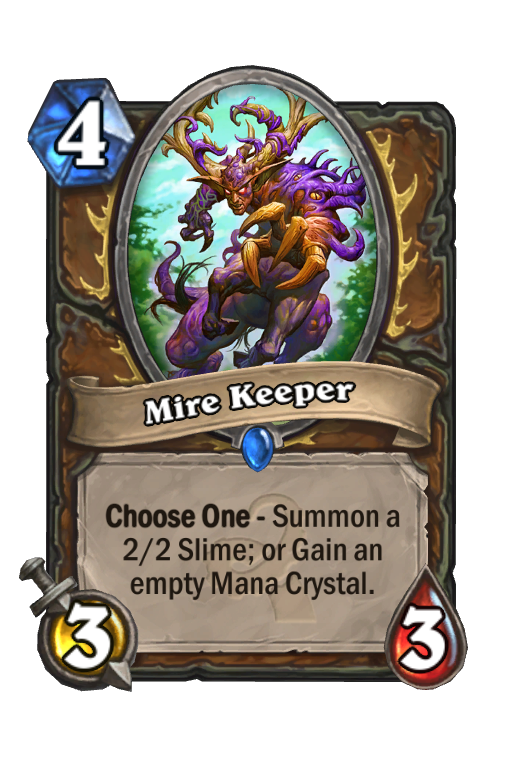 4
Mire Keeper
Choose One - Summon a
2/2 Slime; or Gain an
empty Mana Crystal.
3
3